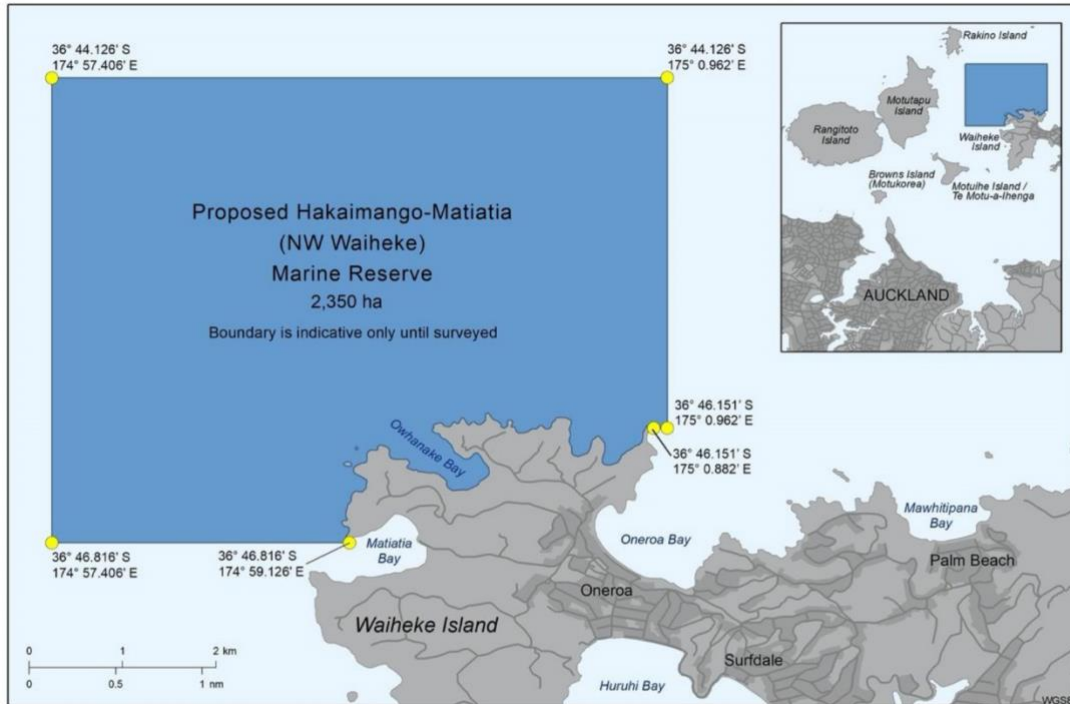 36° 44.126' S
174° 57.406' E
36° 44.126' S
175° 0.962' E
Rakino Island
Motutapu
Island
Rangitoto
Island
Waiheke
Island
Browns Island
(Motukorea)
Motuihe Island /
Te Motu-a-Ihenga
AUCKLAND
Proposed Hakaimango-Matiatia
(NW Waiheke)
Marine Reserve
2,350 ha
Boundary is indicative only until surveyed
36° 46.151' S
175° 0.962' E
36° 46.151' S
175° 0.882' E
Owhanake Bay
36° 46.816' S
174° 57.406' E
36° 46.816' S
174° 59.126' E
Matiatia
Bay
Oneroa Bay
Mawhitipana
Bay
Palm Beach
Oneroa
Waiheke Island
Surfdale
Huruhi Bay
0 1 2 km
0 0.5 1 nm